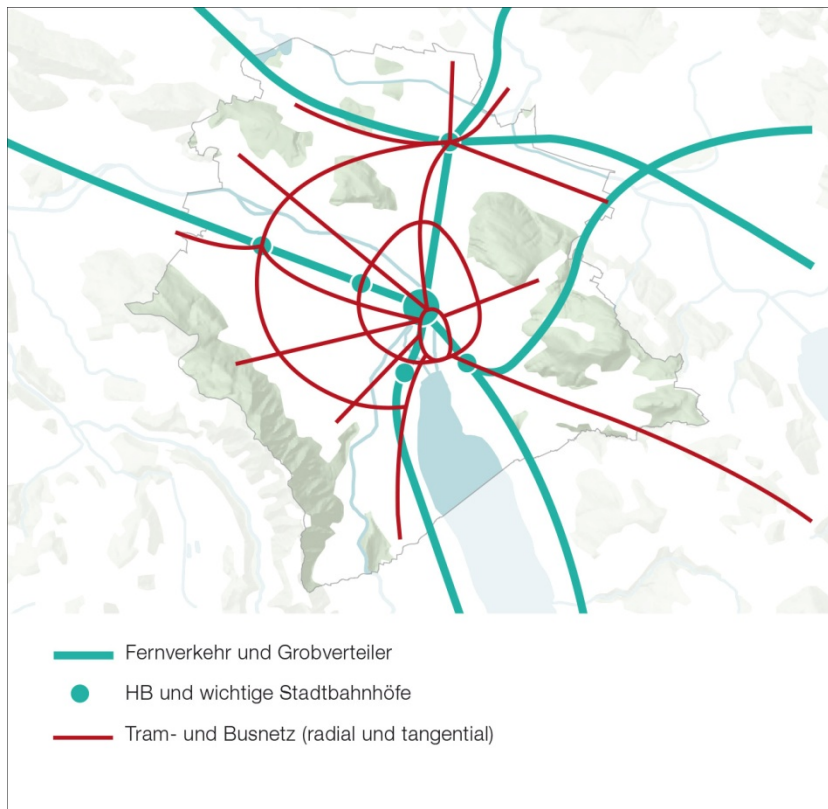 Fernverkehr und Grobverteiler
HB und wichtige Stadtbahnhöfe
Tram- und Busnetz (radial und tangential)